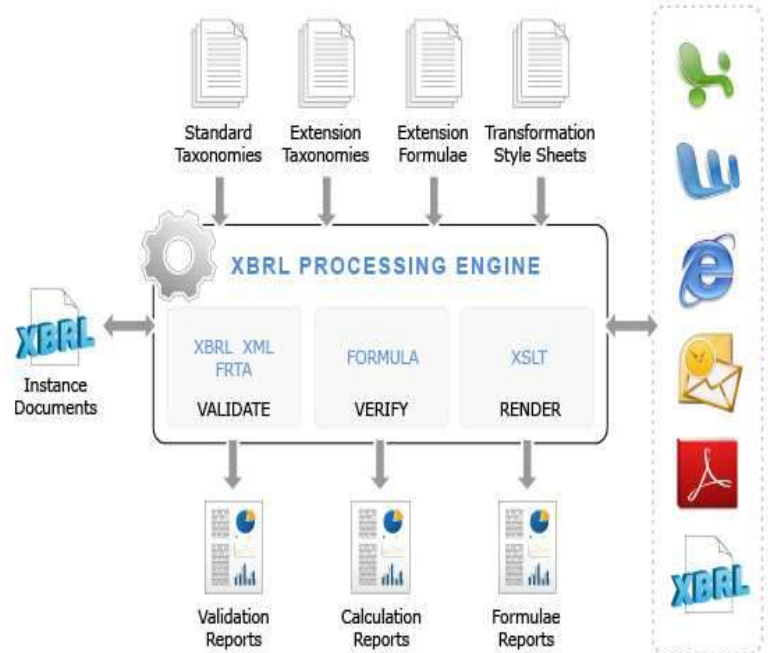 Standard
Taxonomies
Extension
Taxonomies
Extension
Formulae
Transformation
Style Sheets
XBRL PROCESSING ENGINE
XBRL
Instance
Documents
XBRL XML
FRTA
VALIDATE
FORMULA
VERIFY
XSLT
RENDER
Validation
Reports
Calculation
Reports
Formulae
Reports
XBRL